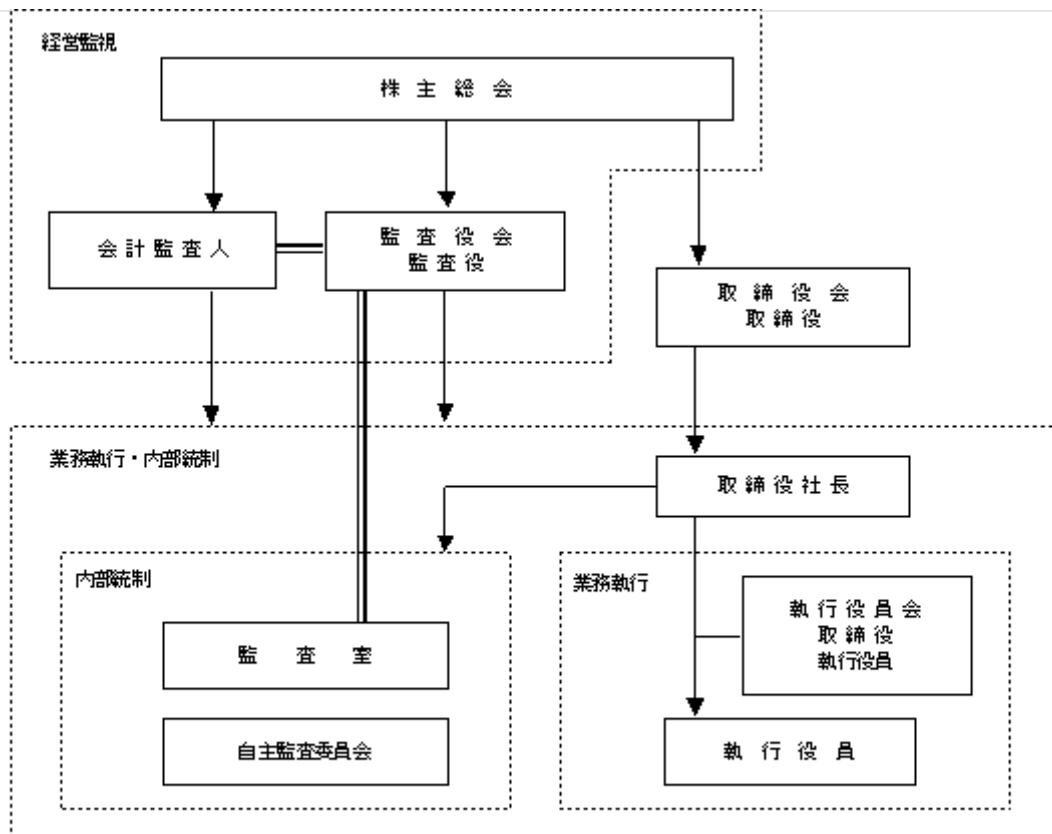 経営監視
株主総会
会計監査人
監査役会
監査役
取締役会
取締役
業務執行・内部統制
取締役社長
内部統制
業務執行
監査室
執行役員会
取締役
執行役員
自主監査委員会
執行役員